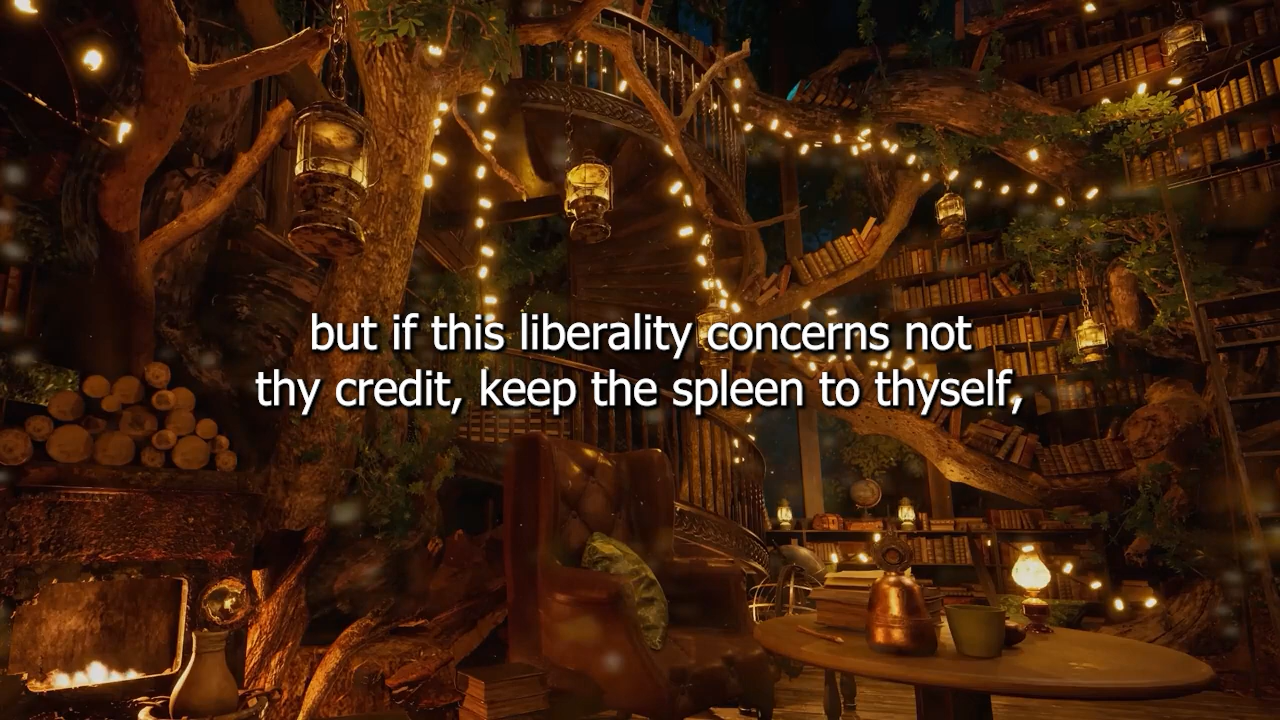 but if this liberality concerns not
thy credit, keep the spleen to thyself,